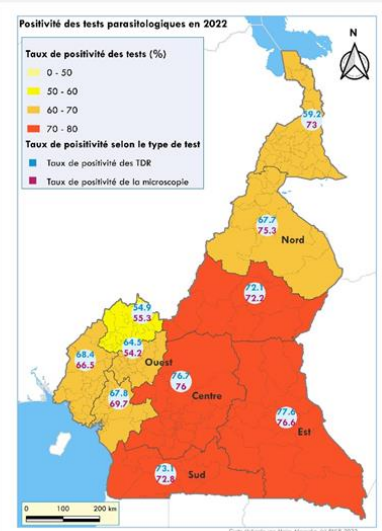 Positivité des tests parasitologiques en 2022
N
Taux de positivité des tests (%)
0 - 50
50 - 60
60 - 70
70 - 80
Taux de poisitivité selon le type de test
Taux de positivité des TDR
Taux de positivité de la microscopie
59.2
73
67.7
75.3
Nord
72.1
72.2
54.9
55.3
64.5
54.2
Ouest
68.4
66.5
67.8
69.7
76.7
76
Centre
77.6
76.6
Est
73.1
72.8
Sud
0 100 200 km